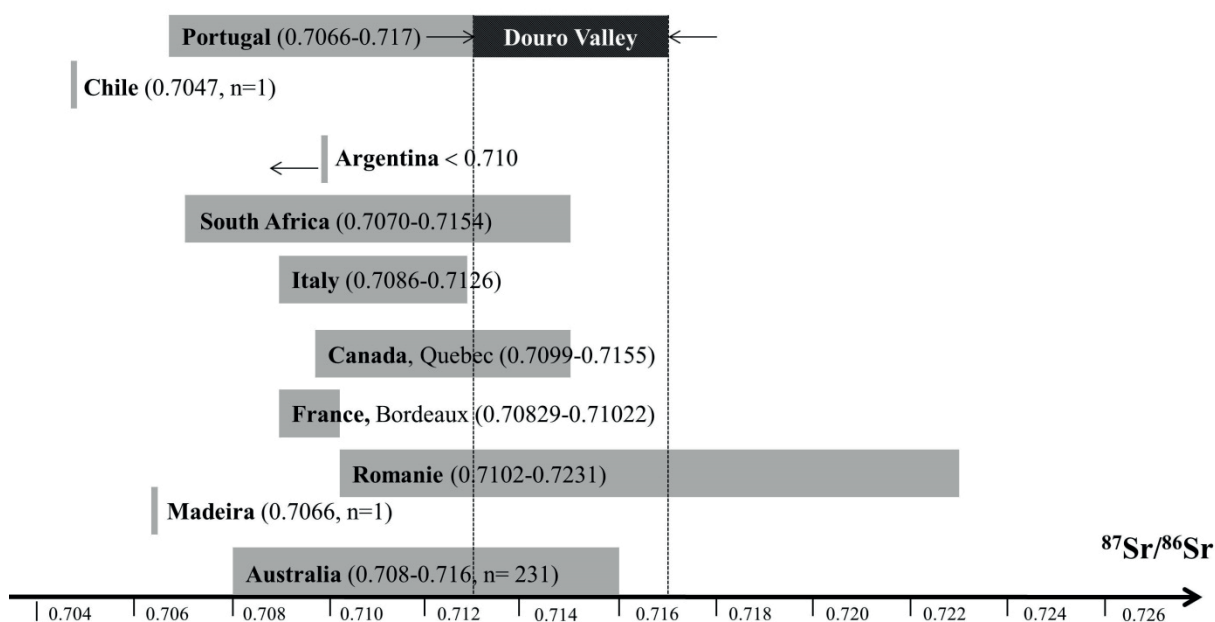 Portugal (0.7066-0.717)
Douro Valley
Chile (0.7047, n=1)
Argentina < 0.710
South Africa (0.7070-0.7154)
Italy (0.7086-0.7126)
Canada, Quebec (0.7099-0.7155)
France, Bordeaux (0.70829-0.71022)
Romanie (0.7102-0.7231)
Madeira (0.7066, n=1)
⁸⁷Sr/⁸⁶Sr
Australia (0.708-0.716, n= 231)
0.704 0.706 0.708 0.710 0.712 0.714 0.716 0.718 0.720 0.722 0.724 0.726